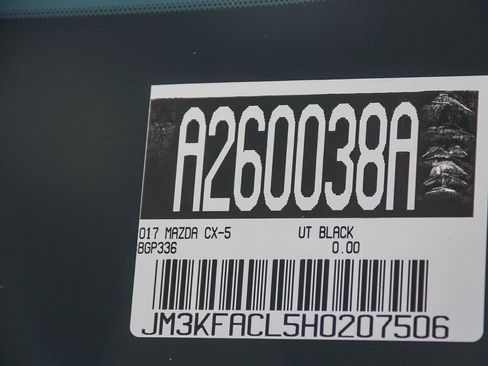 A260038A
017 MAZDA CX-5 UT BLACK
BGP336 0.00
JM3KFACL5H0207506